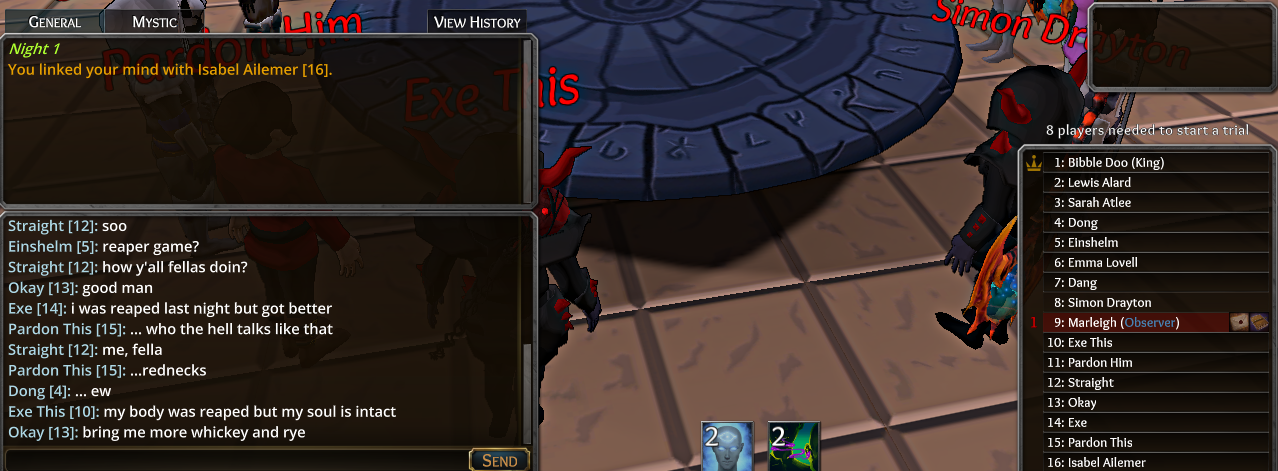 GENERAL
MYSTIC
VIEW HISTORY
Pardon Him
Simon Drayton
Exe This
Night 1
You linked your mind with Isabel Ailemer [16].
Straight [12]: soo
Einshelm [5]: reaper game?
Straight [12]: how y'all fellas doin?
Okay [13]: good man
Exe [14]: i was reaped last night but got better
Pardon This [15]: ... who the hell talks like that
Straight [12]: me, fella
Pardon This [15]: ...rednecks
Dong [4]: ... ew
Exe This [10]: my body was reaped but my soul is intact
Okay [13]: bring me more whickey and rye
SEND
2
2
8 players needed to start a trial
1: Bibble Doo (King)
2: Lewis Alard
3: Sarah Atlee
4: Dong
5: Einshelm
6: Emma Lovell
7: Dang
8: Simon Drayton
1 9: Marleigh (Observer)
10: Exe This
11: Pardon Him
12: Straight
13: Okay
14: Exe
15: Pardon This
16: Isabel Ailemer